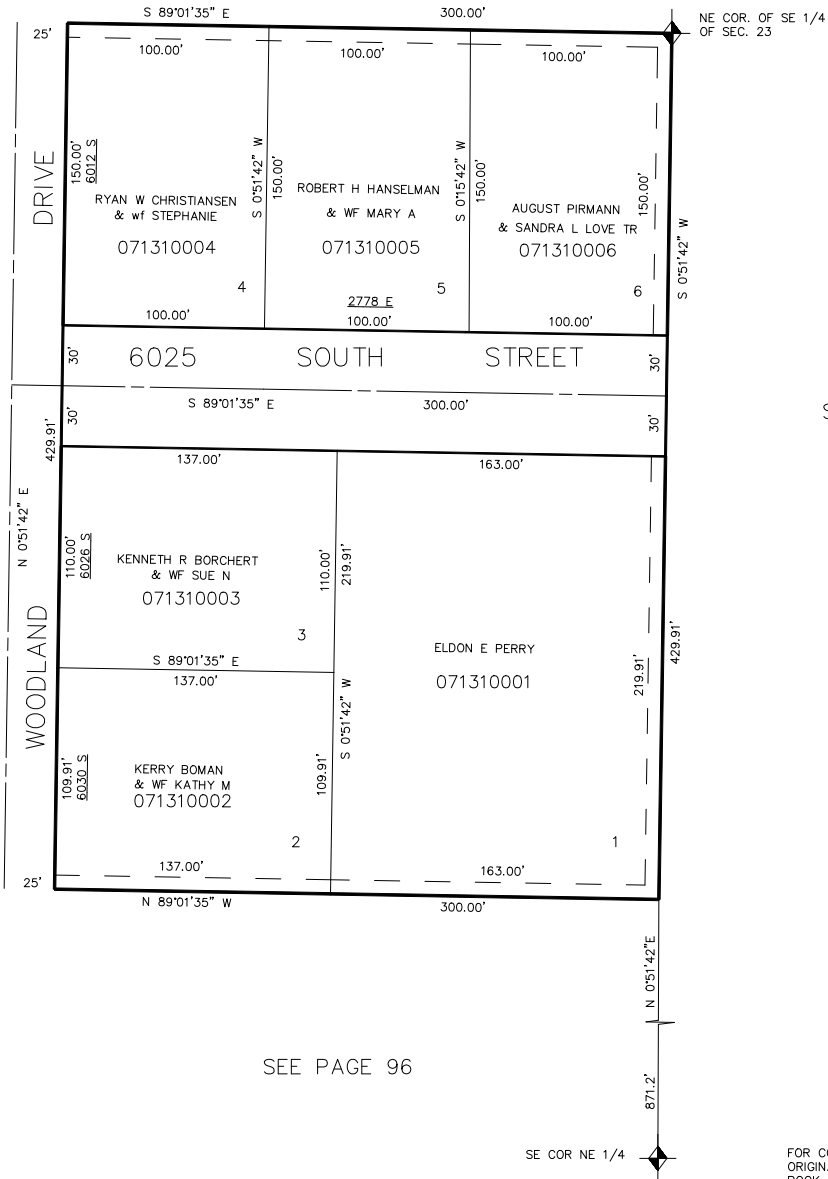 S 89°01'35" E
300.00'
NE COR. OF SE 1/4
OF SEC. 23
25'
100.00'
100.00'
100.00'
DRIVE
150.00'
6012 S
S 0°51'42" W
150.00'
S 0°15'42" W
150.00'
150.00'
S 0°51'42" W
RYAN W CHRISTIANSEN
& wf STEPHANIE
071310004
4
ROBERT H HANSELMAN
& WF MARY A
071310005
5
AUGUST PIRMANN
& SANDRA L LOVE TR
071310006
6
2778 E
100.00'
100.00'
100.00'
30'
6025 SOUTH STREET
30'
S 89°01'35" E
300.00'
30'
30'
429.91'
137.00'
163.00'
N 0°51'42" E
110.00'
6026 S
KENNETH R BORCHERT
& WF SUE N
071310003
3
110.00'
219.91'
WOODLAND
S 89°01'35" E
137.00'
ELDON E PERRY
071310001
1
219.91'
429.91'
S 0°51'42" W
109.91'
6030 S
KERRY BOMAN
& WF KATHY M
071310002
2
109.91'
137.00'
163.00'
25'
N 89°01'35" W
300.00'
N 0°51'42"E
SEE PAGE 96
871.2'
SE COR NE 1/4
FOR CO
ORIGIN